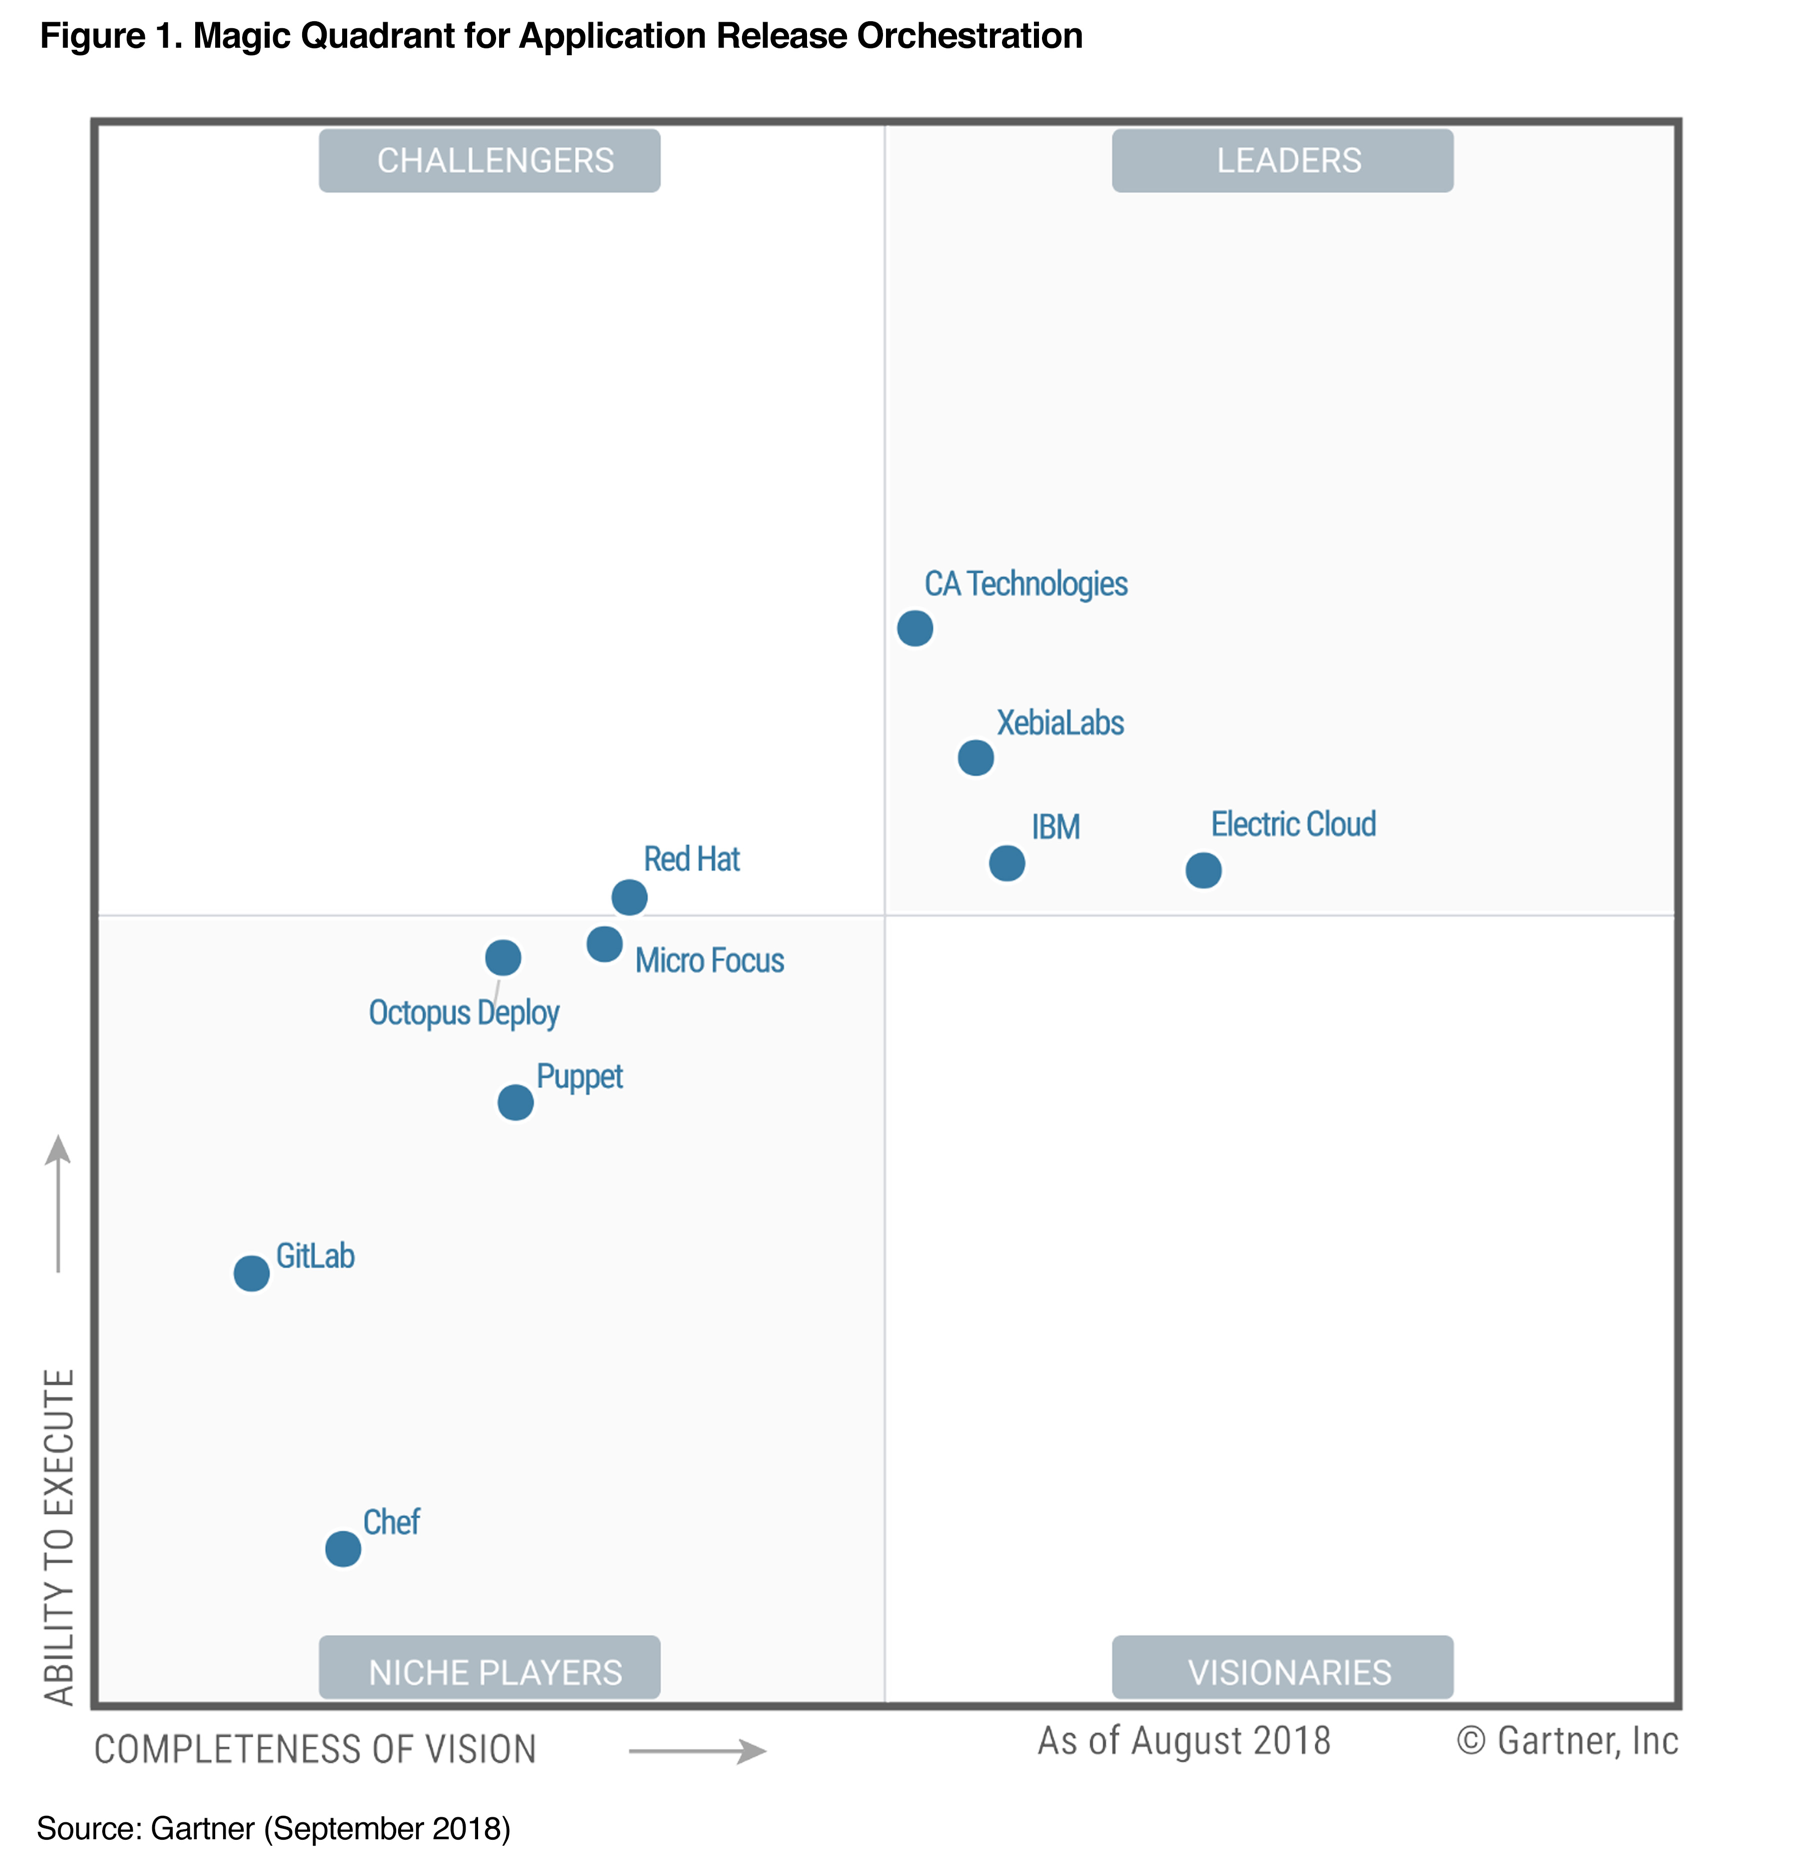 Figure 1. Magic Quadrant for Application Release Orchestration
CHALLENGERS
LEADERS
CA Technologies
XebiaLabs
IBM
Electric Cloud
Red Hat
Micro Focus
Octopus Deploy
Puppet
GitLab
Chef
NICHE PLAYERS
VISIONARIES
ABILITY TO EXECUTE
COMPLETENESS OF VISION
As of August 2018
© Gartner, Inc
Source: Gartner (September 2018)